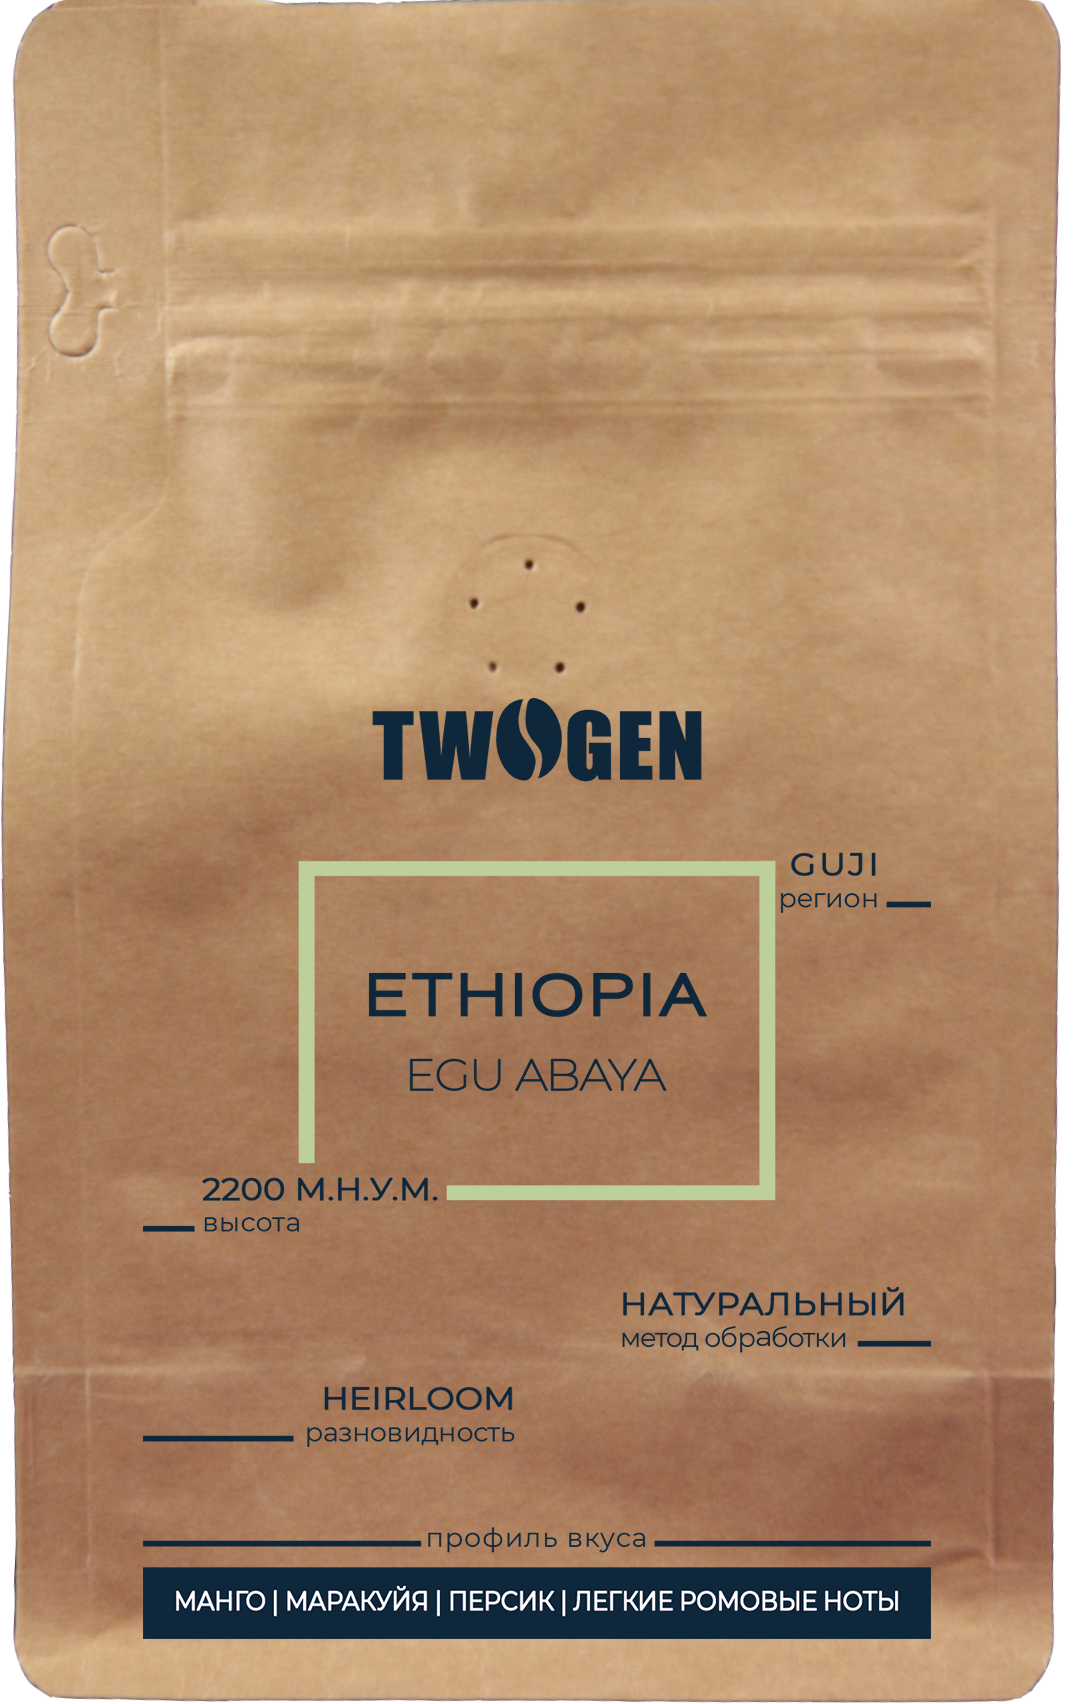 TWOGEN
GUJI
регион
ETHIOPIA
EGU ABAYA
2200 М.Н.У.М.
высота
НАТУРАЛЬНЫЙ
метод обработки
HEIRLOOM
разновидность
профиль вкуса
МАНГО | МАРАКУЙЯ | ПЕРСИК | ЛЕГКИЕ РОМОВЫЕ НОТЫ